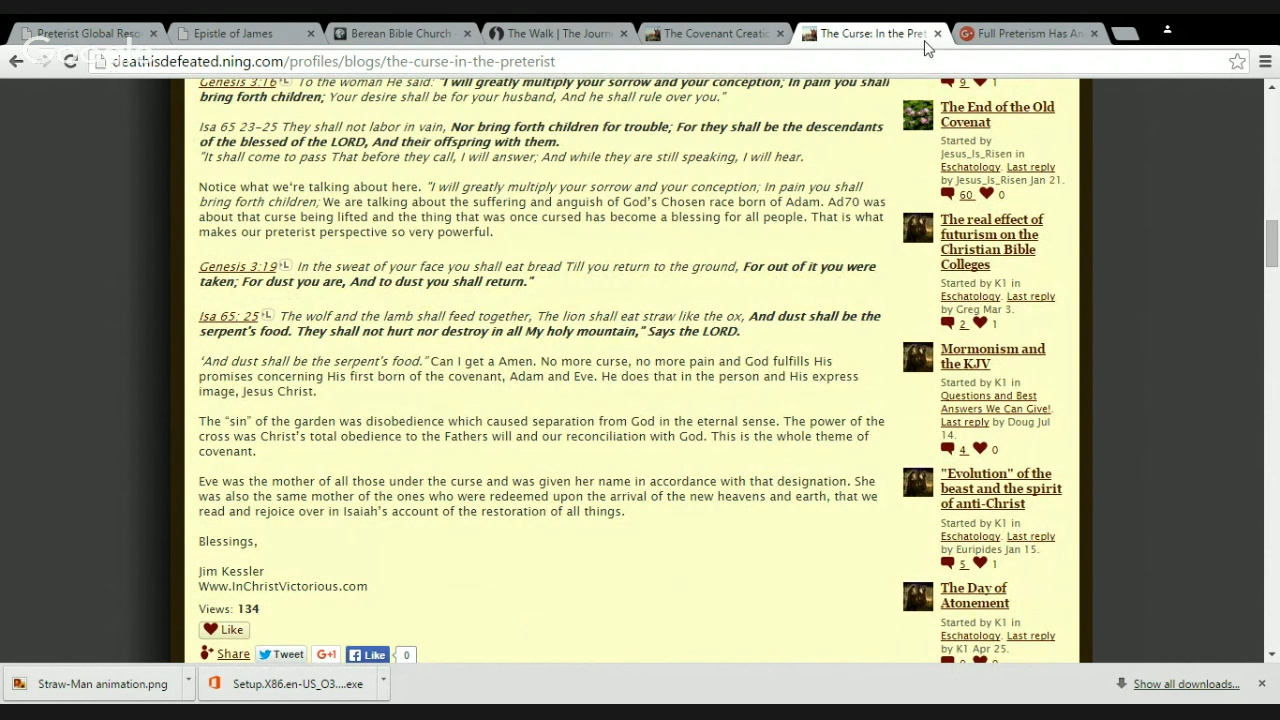 Preterist Global Reso
Epistle of James
Berean Bible Church
The Walk | The Journ
The Covenant Creatio
The Curse: In the Pret
Full Preterism Has An
Google
deathisdefeated.ning.com/profiles/blogs/the-curse-in-the-preterist
Genesis 3:16 To the woman He said: "I will greatly multiply your sorrow and your conception; In pain you shall
bring forth children; Your desire shall be for your husband, And he shall rule over you."
Isa 65 23-25 They shall not labor in vain, Nor bring forth children for trouble; For they shall be the descendants
of the blessed of the LORD, And their offspring with them.
"It shall come to pass That before they call, I will answer; And while they are still speaking, I will hear.
Notice what we're talking about here. "I will greatly multiply your sorrow and your conception; In pain you shall
bring forth children; We are talking about the suffering and anguish of God's Chosen race born of Adam. Ad70 was
about that curse being lifted and the thing that was once cursed has become a blessing for all people. That is what
makes our preterist perspective so very powerful.
Genesis 3:19 In the sweat of your face you shall eat bread Till you return to the ground, For out of it you were
taken; For dust you are, And to dust you shall return."
Isa 65: 25 The wolf and the lamb shall feed together, The lion shall eat straw like the ox, And dust shall be the
serpent's food. They shall not hurt nor destroy in all My holy mountain," Says the LORD.
'And dust shall be the serpent's food." Can I get a Amen. No more curse, no more pain and God fulfills His
promises concerning His first born of the covenant, Adam and Eve. He does that in the person and His express
image, Jesus Christ.
The "sin" of the garden was disobedience which caused separation from God in the eternal sense. The power of the
cross was Christ's total obedience to the Fathers will and our reconciliation with God. This is the whole theme of
covenant.
Eve was the mother of all those under the curse and was given her name in accordance with that designation. She
was also the same mother of the ones who were redeemed upon the arrival of the new heavens and earth, that we
read and rejoice over in Isaiah's account of the restoration of all things.
Blessings,
Jim Kessler
Www.InChristVictorious.com
Views: 134
Like
Share
Tweet
G+1
Like
0
9 1
The End of the Old
Covenat
Started by
Jesus_Is_Risen in
Eschatology. Last reply
by Jesus_Is_Risen Jan 21.
60 0
The real effect of
futurism on the
Christian Bible
Colleges
Started by K1 in
Eschatology. Last reply
by Greg Mar 3.
2 1
Mormonism and
the KJV
Started by K1 in
Questions and Best
Answers We Can Give!.
Last reply by Doug Jul
14.
4 0
"Evolution" of the
beast and the spirit
of anti-Christ
Started by K1 in
Eschatology. Last reply
by Euripides Jan 15.
5 1
The Day of
Atonement
Started by K1 in
Eschatology. Last reply
by K1 Apr 25.
Straw-Man animation.png
Setup.X86.en-US_O3....exe
Show all downloads...